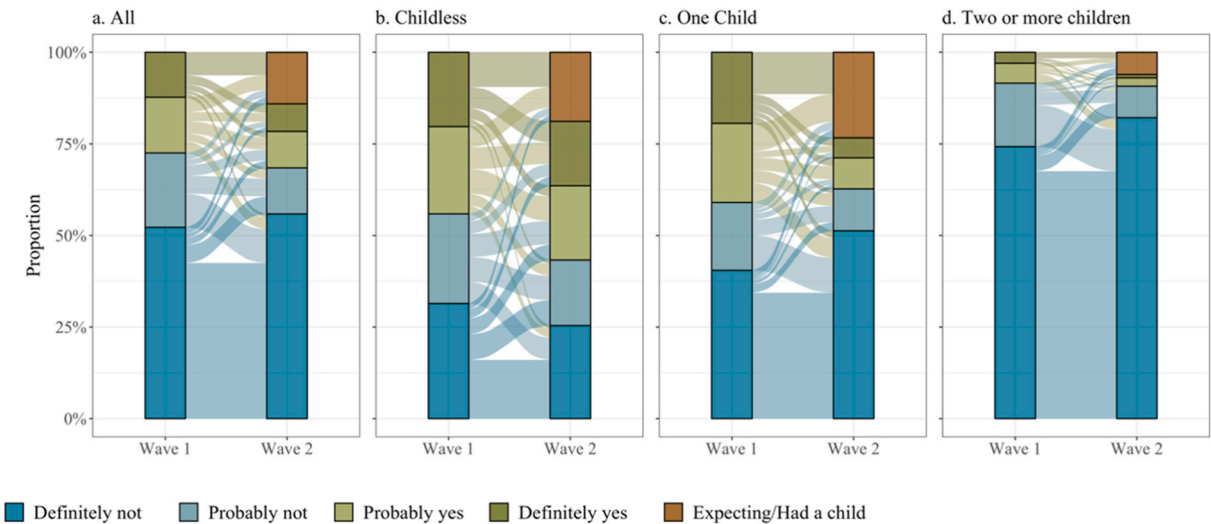 a. All
b. Childless
c. One Child
d. Two or more children
Proportion
100%
75%
50%
25%
0%
Wave 1 Wave 2
Wave 1 Wave 2
Wave 1 Wave 2
Wave 1 Wave 2
Definitely not Probably not Probably yes Definitely yes Expecting/Had a child